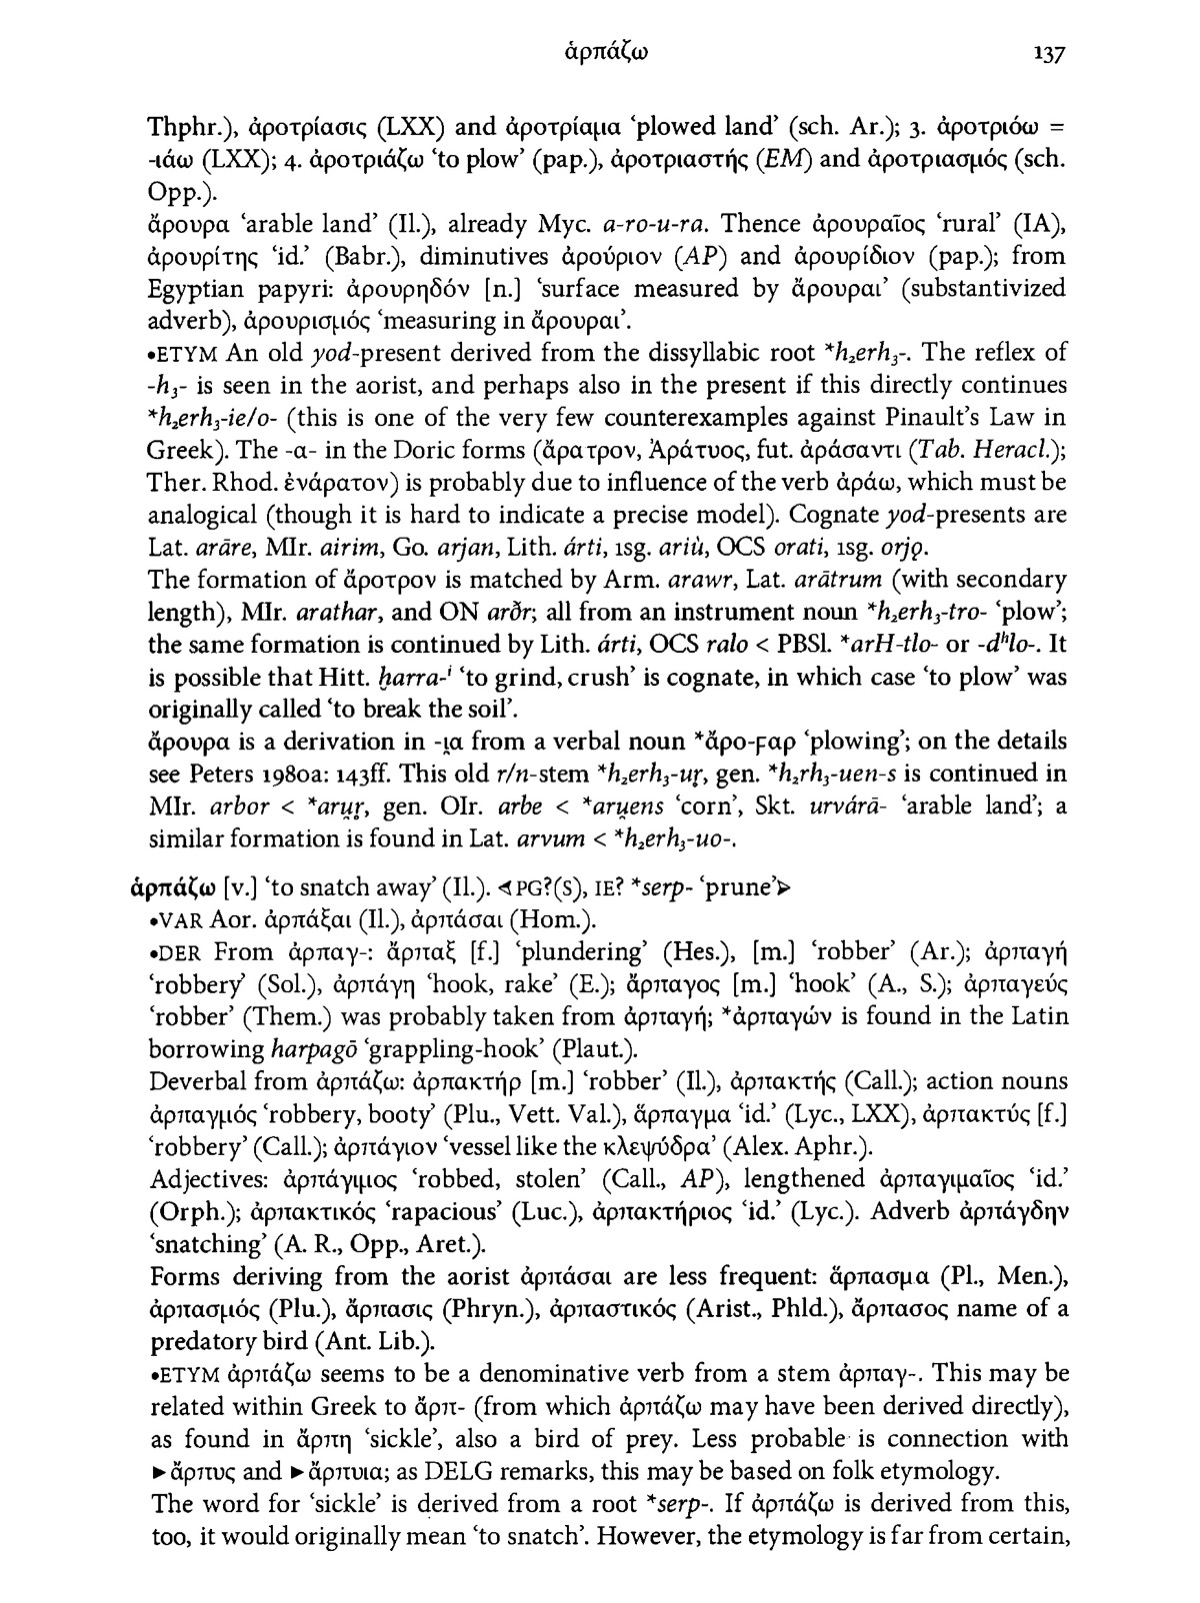 ἁρπάζω 137
Thphr.), ἀροτρίασις (LXX) and ἀροτρίαμα ‘plowed land’ (sch. Ar.); 3. ἀροτριόω =
-ιάω (LXX); 4. ἀροτριάζω ‘to plow’ (pap.), ἀροτριαστής (EM) and ἀροτριασμός (sch.
Opp.).
ἄρουρα ‘arable land’ (Il.), already Myc. a-ro-u-ra. Thence ἀρουραῖος ‘rural’ (IA),
ἀρουρίτης ‘id.’ (Babr.), diminutives ἀρούριον (AP) and ἀρουρίδιον (pap.); from
Egyptian papyri: ἀρουρηδόν [n.] ‘surface measured by ἄρουραι’ (substantivized
adverb), ἀρουρισμός ‘measuring in ἄρουραι’.
•ETYM An old yod-present derived from the dissyllabic root *h₂erh₃-. The reflex of
-h₃- is seen in the aorist, and perhaps also in the present if this directly continues
*h₂erh₃-ie/o- (this is one of the very few counterexamples against Pinault’s Law in
Greek). The -α- in the Doric forms (ἄρατρον, Ἀράτυος, fut. ἀράσαντι (Tab. Heracl.);
Ther. Rhod. ἐνάρατον) is probably due to influence of the verb ἀράω, which must be
analogical (though it is hard to indicate a precise model). Cognate yod-presents are
Lat. arāre, MIr. airim, Go. arjan, Lith. árti, 1sg. ariù, OCS orati, 1sg. orjǫ.
The formation of ἄροτρον is matched by Arm. arawr, Lat. arātrum (with secondary
length), MIr. arathar, and ON arðr; all from an instrument noun *h₂erh₃-tro- ‘plow’;
the same formation is continued by Lith. árti, OCS ralo < PBSl. *arH-tlo- or -dʰlo-. It
is possible that Hitt. ḫarra-ⁱ ‘to grind, crush’ is cognate, in which case ‘to plow’ was
originally called ‘to break the soil’.
ἄρουρα is a derivation in -ι̯α from a verbal noun *ἄρο-ϝαρ ‘plowing’; on the details
see Peters 1980a: 143ff. This old r/n-stem *h₂erh₃-ur̥, gen. *h₂rh₃-uen-s is continued in
MIr. arbor < *aru̯r̥, gen. OIr. arbe < *aru̯ens ‘corn’, Skt. urvárā- ‘arable land’; a
similar formation is found in Lat. arvum < *h₂erh₃-uo-.
ἁρπάζω [v.] ‘to snatch away’ (Il.). ⊲PG?(S), IE? *serp- ‘prune’⊳
•VAR Aor. ἁρπάξαι (Il.), ἁρπάσαι (Hom.).
•DER From ἁρπαγ-: ἅρπαξ [f.] ‘plundering’ (Hes.), [m.] ‘robber’ (Ar.); ἁρπαγή
‘robbery’ (Sol.), ἁρπάγη ‘hook, rake’ (E.); ἅρπαγος [m.] ‘hook’ (A., S.); ἁρπαγεύς
‘robber’ (Them.) was probably taken from ἁρπαγή; *ἁρπαγών is found in the Latin
borrowing harpagō ‘grappling-hook’ (Plaut.).
Deverbal from ἁρπάζω: ἁρπακτήρ [m.] ‘robber’ (Il.), ἁρπακτής (Call.); action nouns
ἁρπαγμός ‘robbery, booty’ (Plu., Vett. Val.), ἅρπαγμα ‘id.’ (Lyc., LXX), ἁρπακτύς [f.]
‘robbery’ (Call.); ἁρπάγιον ‘vessel like the κλεψύδρα’ (Alex. Aphr.).
Adjectives: ἁρπάγιμος ‘robbed, stolen’ (Call., AP), lengthened ἁρπαγιμαῖος ‘id.’
(Orph.); ἁρπακτικός ‘rapacious’ (Luc.), ἁρπακτήριος ‘id.’ (Lyc.). Adverb ἁρπάγδην
‘snatching’ (A. R., Opp., Aret.).
Forms deriving from the aorist ἁρπάσαι are less frequent: ἅρπασμα (Pl., Men.),
ἁρπασμός (Plu.), ἅρπασις (Phryn.), ἁρπαστικός (Arist., Phld.), ἅρπασος name of a
predatory bird (Ant. Lib.).
•ETYM ἁρπάζω seems to be a denominative verb from a stem ἁρπαγ-. This may be
related within Greek to ἅρπ- (from which ἁρπάζω may have been derived directly),
as found in ἅρπη ‘sickle’, also a bird of prey. Less probable is connection with
►ἅρπυς and ►ἅρπυια; as DELG remarks, this may be based on folk etymology.
The word for ‘sickle’ is derived from a root *serp-. If ἁρπάζω is derived from this,
too, it would originally mean ‘to snatch’. However, the etymology is far from certain,